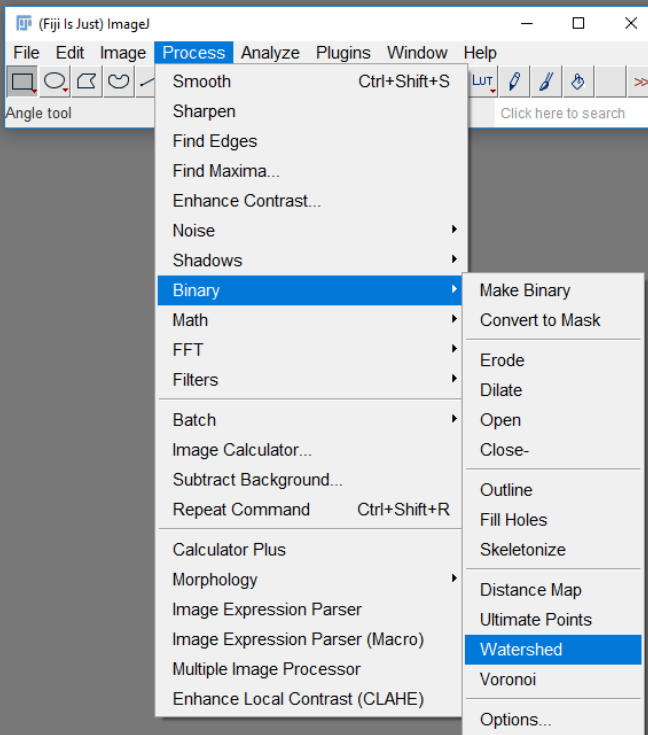 (Fiji Is Just) ImageJ
File Edit Image Process Analyze Plugins Window Help
LUT >>
Angle tool Click here to search
Smooth Ctrl+Shift+S
Sharpen
Find Edges
Find Maxima...
Enhance Contrast...
Noise
Shadows
Binary
Math
FFT
Filters
Batch
Image Calculator...
Subtract Background...
Repeat Command Ctrl+Shift+R
Calculator Plus
Morphology
Image Expression Parser
Image Expression Parser (Macro)
Multiple Image Processor
Enhance Local Contrast (CLAHE)
Make Binary
Convert to Mask
Erode
Dilate
Open
Close-
Outline
Fill Holes
Skeletonize
Distance Map
Ultimate Points
Watershed
Voronoi
Options...